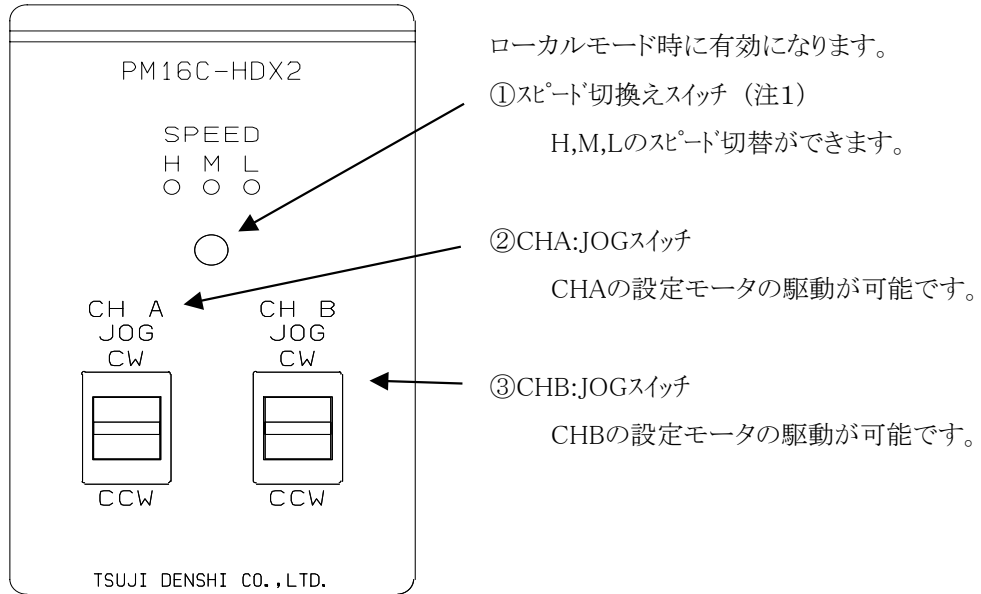 PM16C-HDX2
SPEED
H M L
CH A
JOG
CW
CCW
CH B
JOG
CW
CCW
TSUJI DENSHI CO.,LTD.
ローカルモード時に有効になります。
①ｽﾋﾟｰﾄﾞ切換えスイッチ（注1）
H,M,Lのｽﾋﾟｰﾄﾞ切替ができます。
②CHA:JOGスイッチ
CHAの設定モータの駆動が可能です。
③CHB:JOGスイッチ
CHBの設定モータの駆動が可能です。